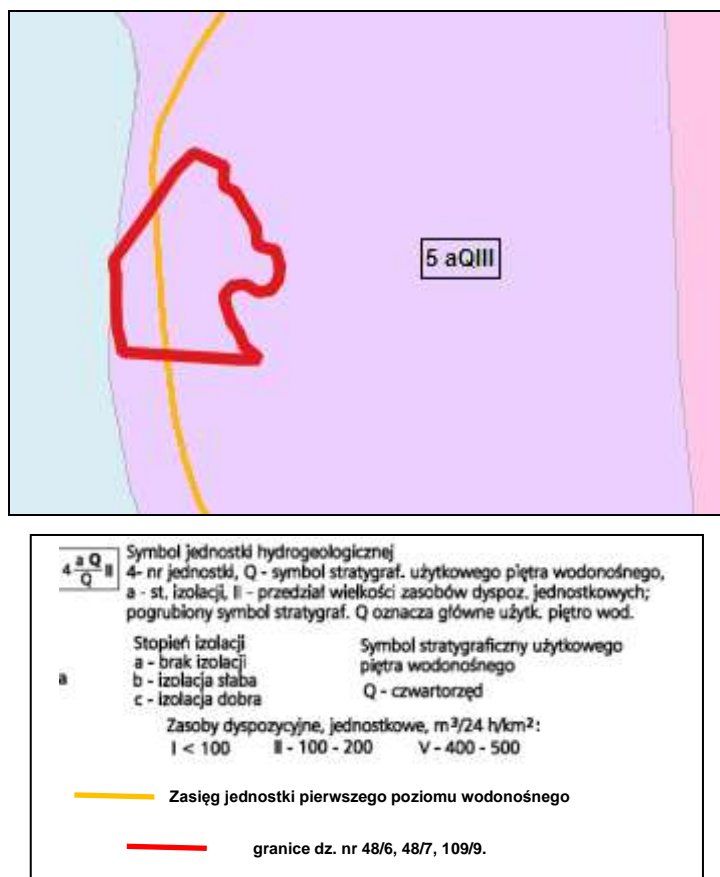 5 aQIII
4 a Q II
Q
Symbol jednostki hydrogeologicznej
4- nr jednostki, Q - symbol stratygraf. użytkowego piętra wodonośnego,
a - st. izolacji, II - przedział wielkości zasobów dyspoz. jednostkowych;
pogrubiony symbol stratygraf. Q oznacza główne użytk. piętro wod.
Stopień izolacji
a - brak izolacji
b - izolacja słaba
c - izolacja dobra
a
Symbol stratygraficzny użytkowego
piętra wodonośnego
Q - czwartorzęd
Zasoby dyspozycyjne, jednostkowe, m³/24 h/km²:
I < 100 II - 100 - 200 V - 400 - 500
Zasięg jednostki pierwszego poziomu wodonośnego
granice dz. nr 48/6, 48/7, 109/9.